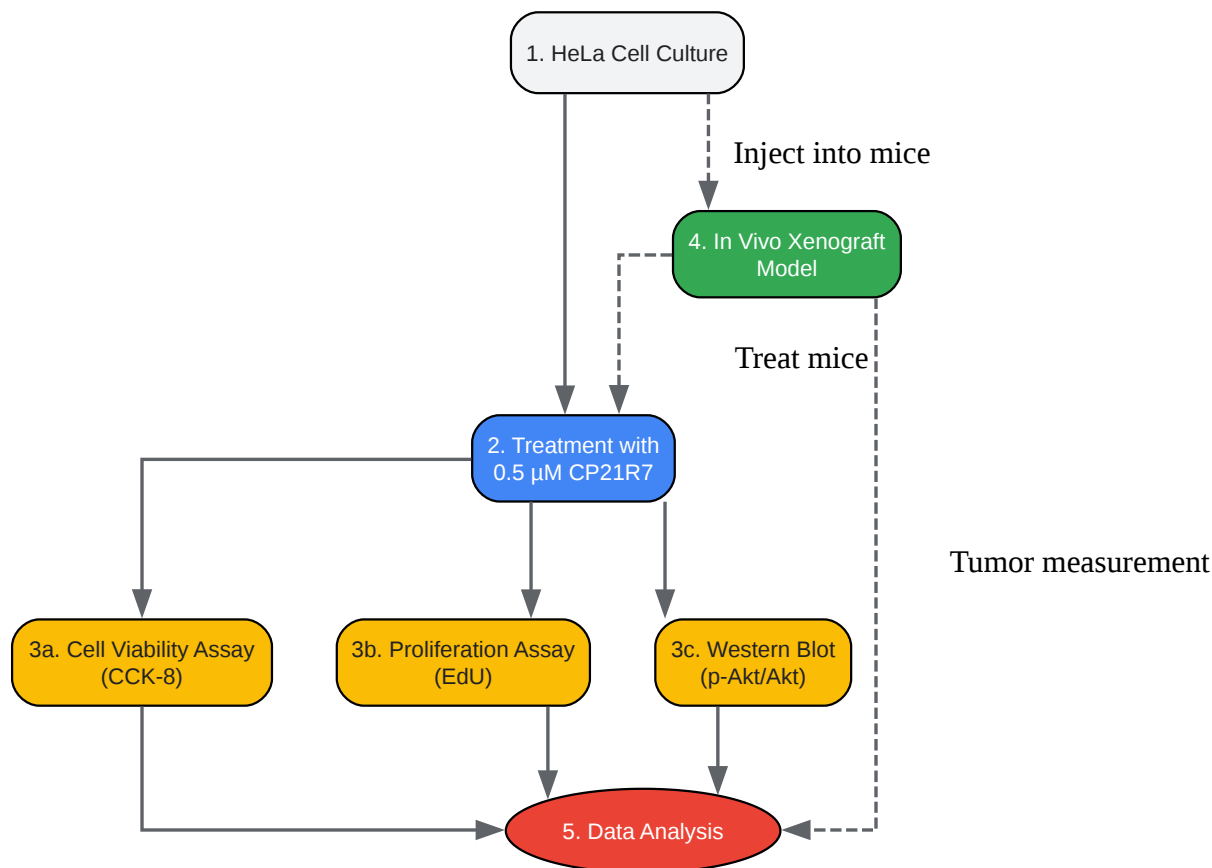 1. HeLa Cell Culture
Inject into mice
4. In Vivo Xenograft
Model
Treat mice
2. Treatment with
0.5 µM CP21R7
Tumor measurement
3a. Cell Viability Assay
(CCK-8)
3b. Proliferation Assay
(EdU)
3c. Western Blot
(p-Akt/Akt)
5. Data Analysis